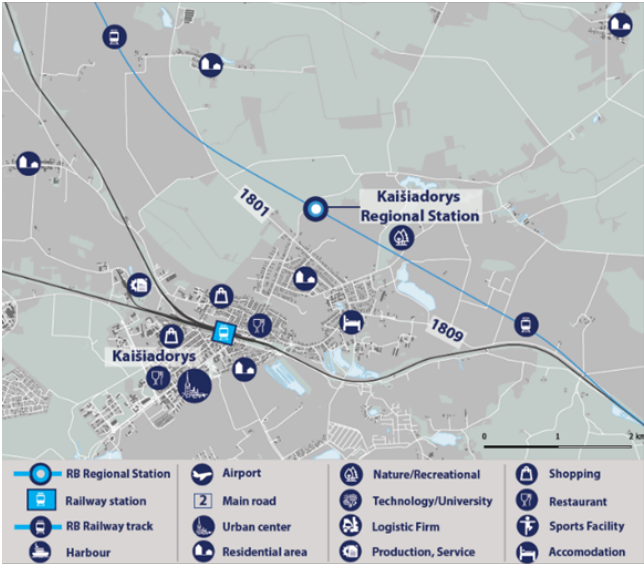 1801
Kaišiadorys
Regional Station
1809
Kaišiadorys
0 1 2 km
RB Regional Station
Railway station
RB Railway track
Harbour
Airport
2 Main road
Urban center
Residential area
Nature/Recreational
Technology/University
Logistic Firm
Production, Service
Shopping
Restaurant
Sports Facility
Accomodation